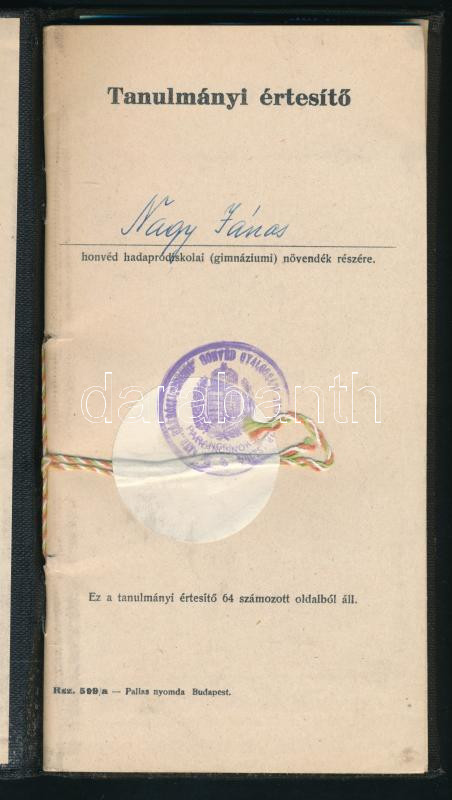 Tanulmányi értesítő
Nagy János
honvéd hadapródiskolai (gimnáziumi) növendék részére.
HONVÉD
darabanth
Ez a tanulmányi értesítő 64 számozott oldalból áll.
Rsz. 599/a — Pallas nyomda Budapest.